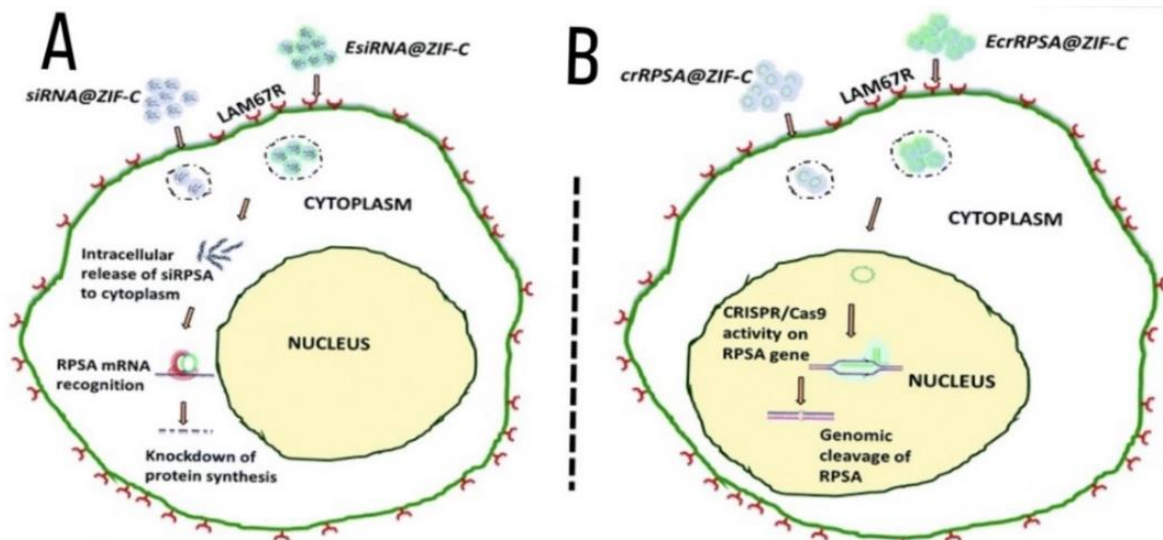 A
EsiRNA@ZIF-C
siRNA@ZIF-C
LAM67R
CYTOPLASM
Intracellular
release of siRPSA
to cytoplasm
NUCLEUS
RPSA mRNA
recognition
Knockdown of
protein synthesis
B
EcrRPSA@ZIF-C
crRPSA@ZIF-C
LAM67R
CYTOPLASM
CRISPR/Cas9
activity on
RPSA gene
NUCLEUS
Genomic
cleavage of
RPSA